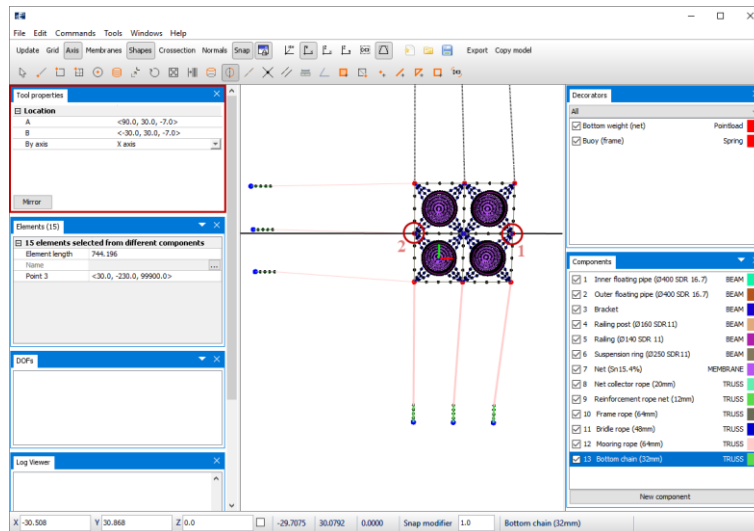 File Edit Commands Tools Windows Help
Update Grid Axis Membranes Shapes Crossection Normals Snap Export Copy model
Tool properties
Location
A <90.0, 30.0, -7.0>
B <-30.0, 30.0, -7.0>
By axis X axis
Mirror
Elements (15)
15 elements selected from different components
Element length 744.196
Name ...
Point 3 <30.0, -230.0, 99900.0>
DOFs
Log Viewer
2
1
Decorators
All
Bottom weight (net) Pointload
Buoy (frame) Spring
Components
1 Inner floating pipe (Ø400 SDR 16.7) BEAM
2 Outer floating pipe (Ø400 SDR 16.7) BEAM
3 Bracket BEAM
4 Railing post (Ø160 SDR11) BEAM
5 Railing (Ø140 SDR 11) BEAM
6 Suspension ring (Ø250 SDR11) BEAM
7 Net (Sn15.4%) MEMBRANE
8 Net collector rope (20mm) TRUSS
9 Reinforcement rope net (12mm) TRUSS
10 Frame rope (64mm) TRUSS
11 Bridle rope (48mm) TRUSS
12 Mooring rope (64mm) TRUSS
13 Bottom chain (32mm) TRUSS
New component
X -30.508 Y 30.868 Z 0.0 -29.7075 30.0792 0.0000 Snap modifier 1.0 Bottom chain (32mm)